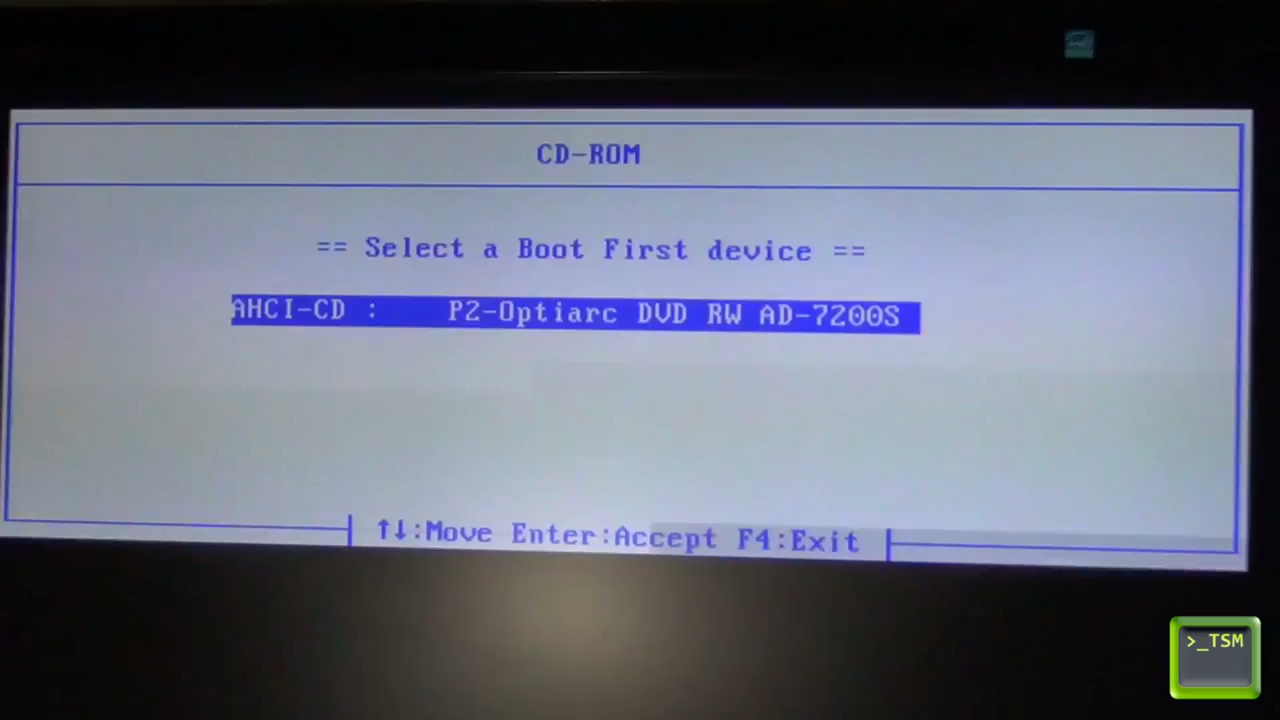 CD-ROM
== Select a Boot First device ==
AHCI-CD : P2-Optiarc DVD RW AD-7200S
↑↓:Move Enter:Accept F4:Exit
>_TSM